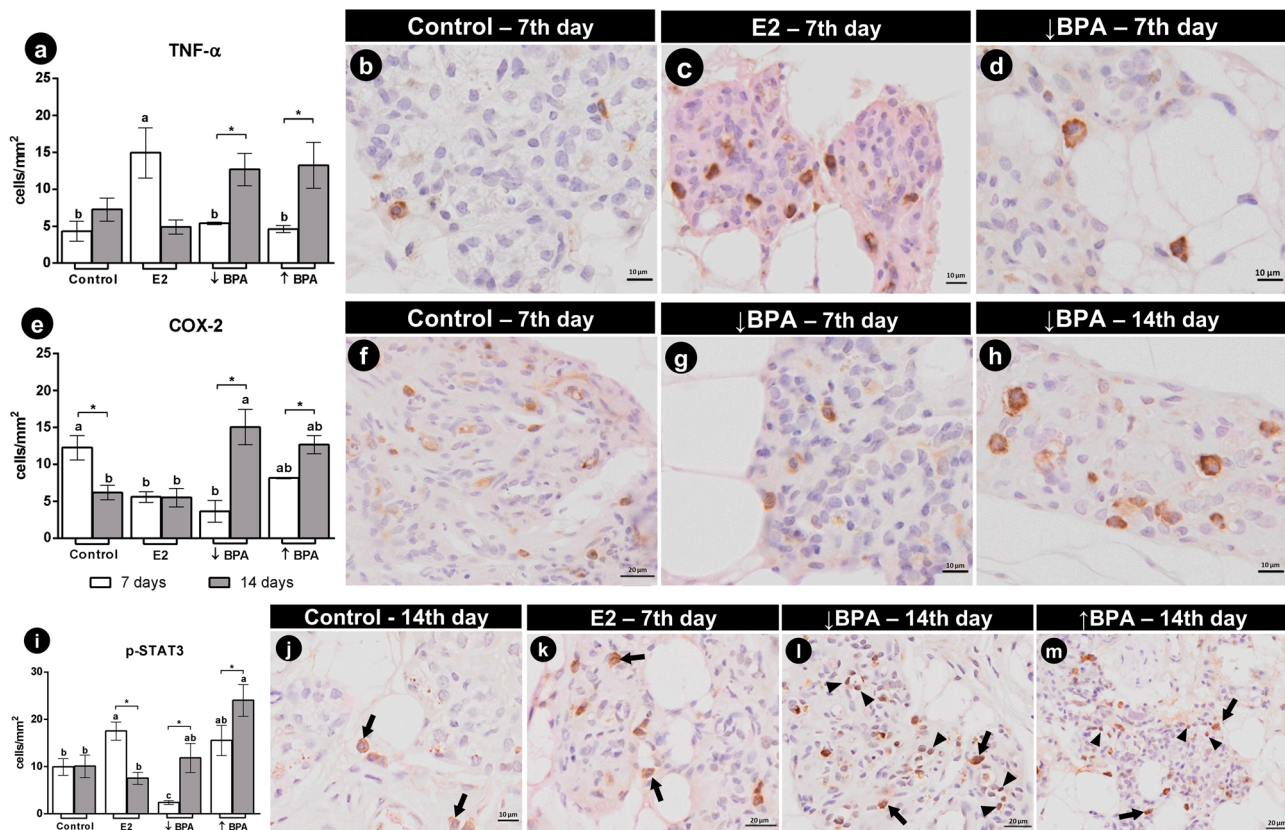 a
TNF-α
25
20
15
10
5
0
cells/mm²
b
a
b
*
b
*
Control
E2
↓ BPA
↑ BPA
Control – 7th day
b
10 µm
E2 – 7th day
c
10 µm
↓BPA – 7th day
d
10 µm
e
COX-2
25
20
15
10
5
0
cells/mm²
a
*
b
b
b
b
*
a
ab
*
ab
Control
E2
↓ BPA
↑ BPA
7 days
14 days
Control – 7th day
f
20 µm
↓BPA – 7th day
g
10 µm
↓BPA – 14th day
h
10 µm
i
p-STAT3
30
20
10
0
cells/mm²
b
b
a
*
b
c
*
ab
ab
*
a
Control
E2
↓ BPA
↑ BPA
Control - 14th day
j
10 µm
E2 – 7th day
k
20 µm
↓BPA – 14th day
l
20 µm
↑BPA – 14th day
m
20 µm